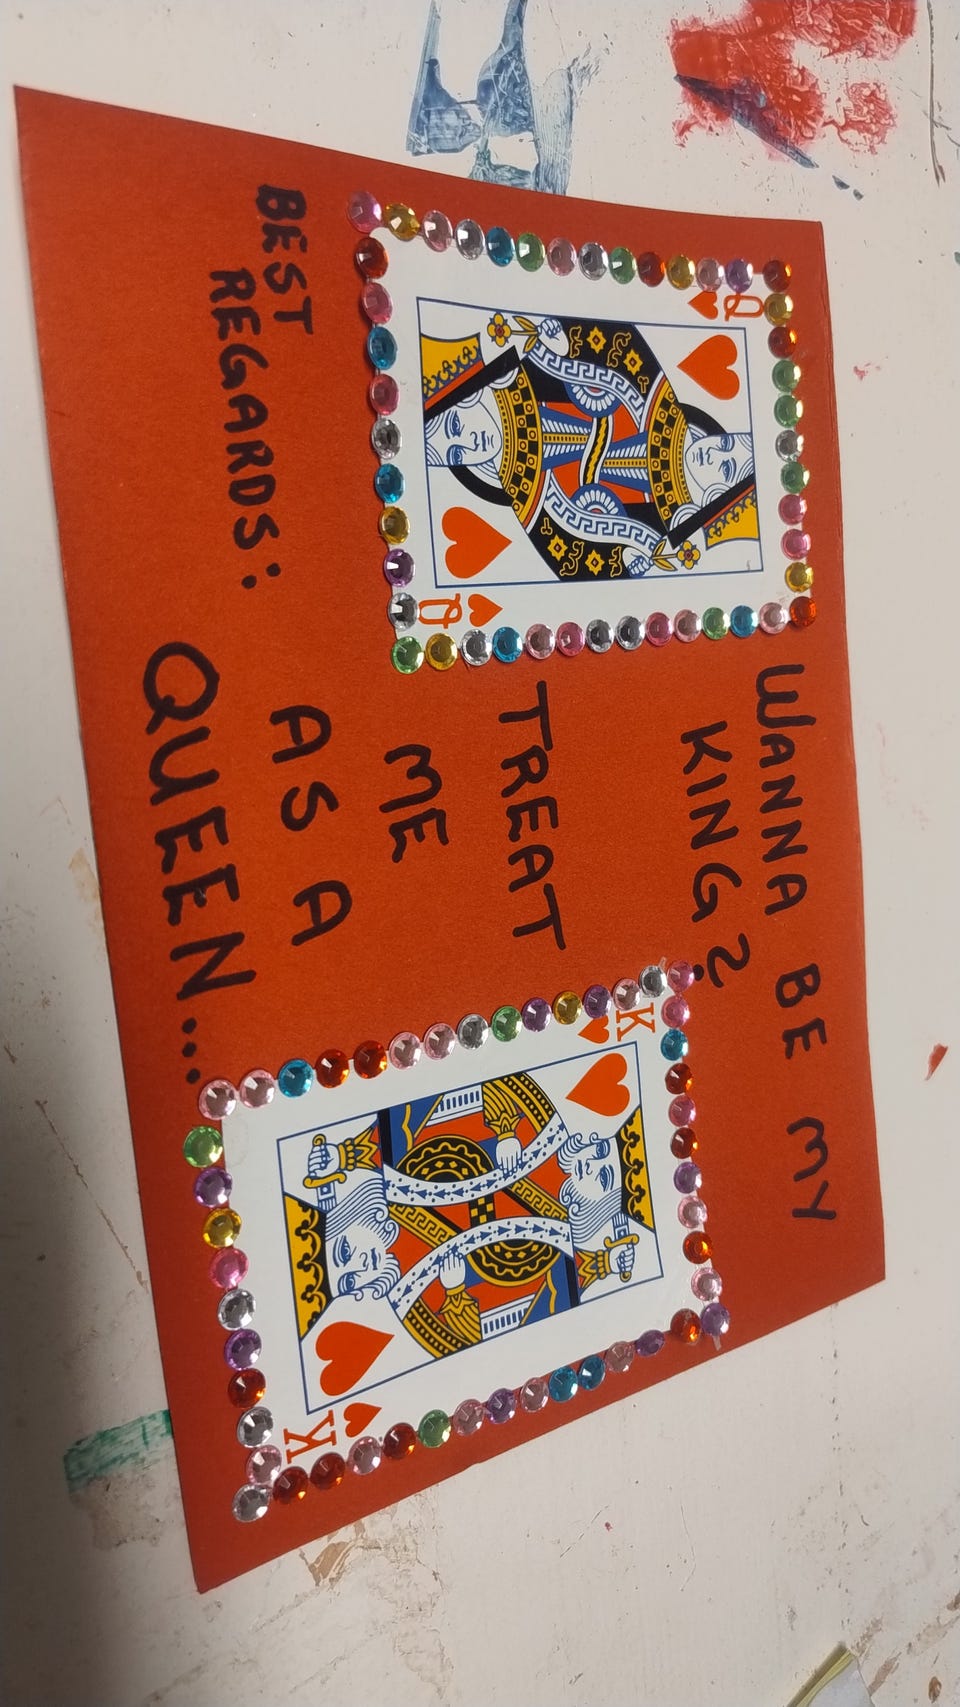 Q
WANNA BE MY
KING?
K
TREAT
ME
AS A
QUEEN...
BEST
REGARDS:
Q
K